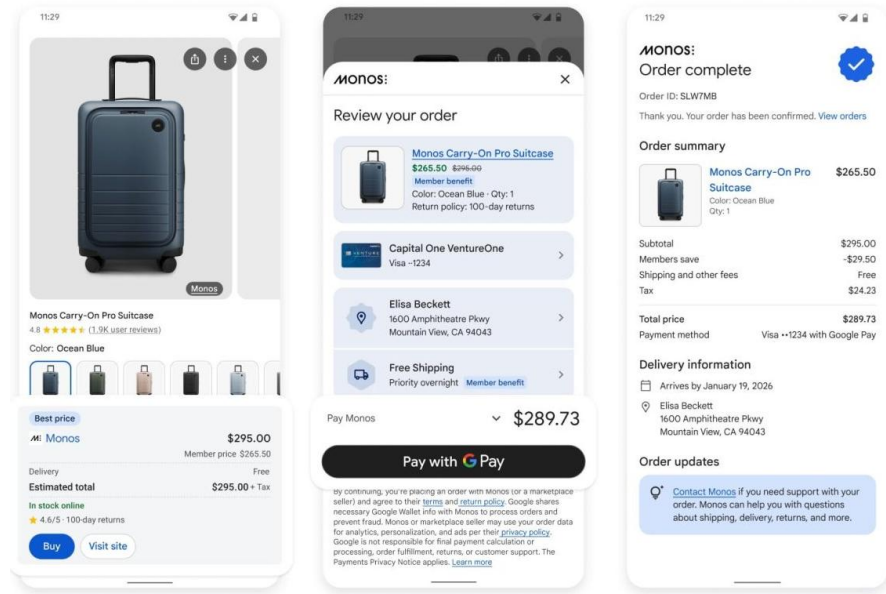 11:29
Monos
Monos Carry-On Pro Suitcase
4.8 ★★★★★ (1.9K user reviews)
Color: Ocean Blue
Best price
M: Monos
$295.00
Member price $265.50
Delivery Free
Estimated total $295.00 + Tax
In stock online
★ 4.6/5 · 100-day returns
Buy Visit site
11:29
MONOS:
Review your order
Monos Carry-On Pro Suitcase
$265.50 $295.00
Member benefit
Color: Ocean Blue · Qty: 1
Return policy: 100-day returns
VENTURE
Capital One VentureOne
Visa ··1234
Elisa Beckett
1600 Amphitheatre Pkwy
Mountain View, CA 94043
Free Shipping
Priority overnight Member benefit
Pay Monos $289.73
Pay with G Pay
By continuing, you're placing an order with Monos (or a marketplace
seller) and agree to their terms and return policy. Google shares
necessary Google Wallet info with Monos to process orders and
prevent fraud. Monos or marketplace seller may use your order data
for analytics, personalization, and ads per their privacy policy.
Google is not responsible for final payment calculation or
processing, order fulfillment, returns, or customer support. The
Payments Privacy Notice applies. Learn more
11:29
MONOS:
Order complete
Order ID: SLW7MB
Thank you. Your order has been confirmed. View orders
Order summary
Monos Carry-On Pro $265.50
Suitcase
Color: Ocean Blue
Qty: 1
Subtotal $295.00
Members save -$29.50
Shipping and other fees Free
Tax $24.23
Total price $289.73
Payment method Visa ··1234 with Google Pay
Delivery information
Arrives by January 19, 2026
Elisa Beckett
1600 Amphitheatre Pkwy
Mountain View, CA 94043
Order updates
Contact Monos if you need support with your
order. Monos can help you with questions
about shipping, delivery, returns, and more.